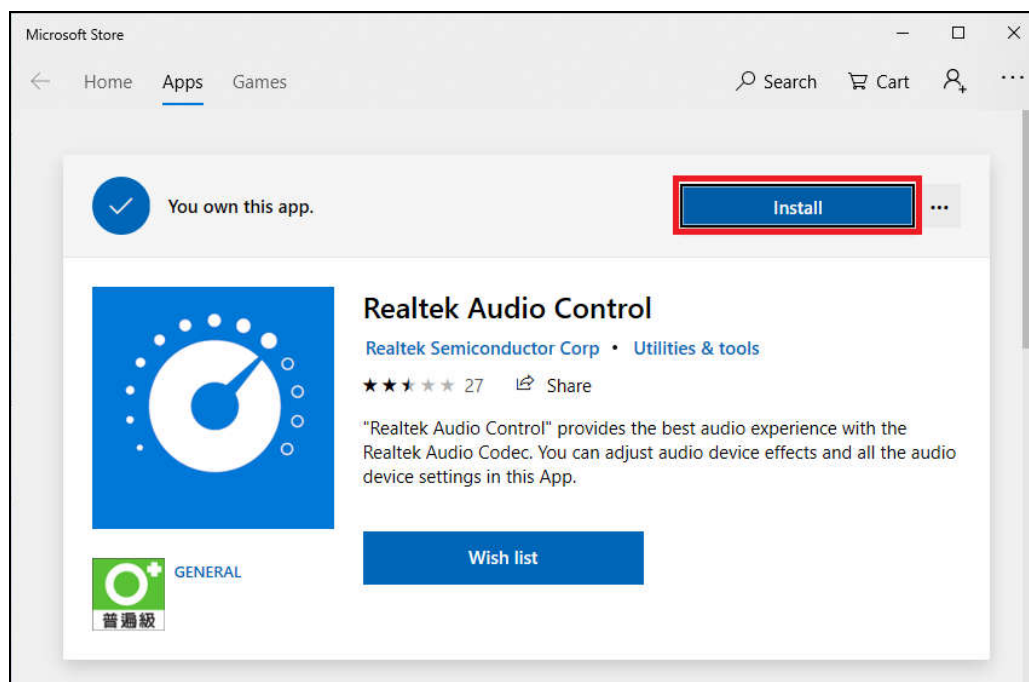 Microsoft Store
Home Apps Games Search Cart
You own this app. Install
Realtek Audio Control
Realtek Semiconductor Corp • Utilities & tools
27 Share
"Realtek Audio Control" provides the best audio experience with the
Realtek Audio Codec. You can adjust audio device effects and all the audio
device settings in this App.
Wish list
GENERAL
普遍級